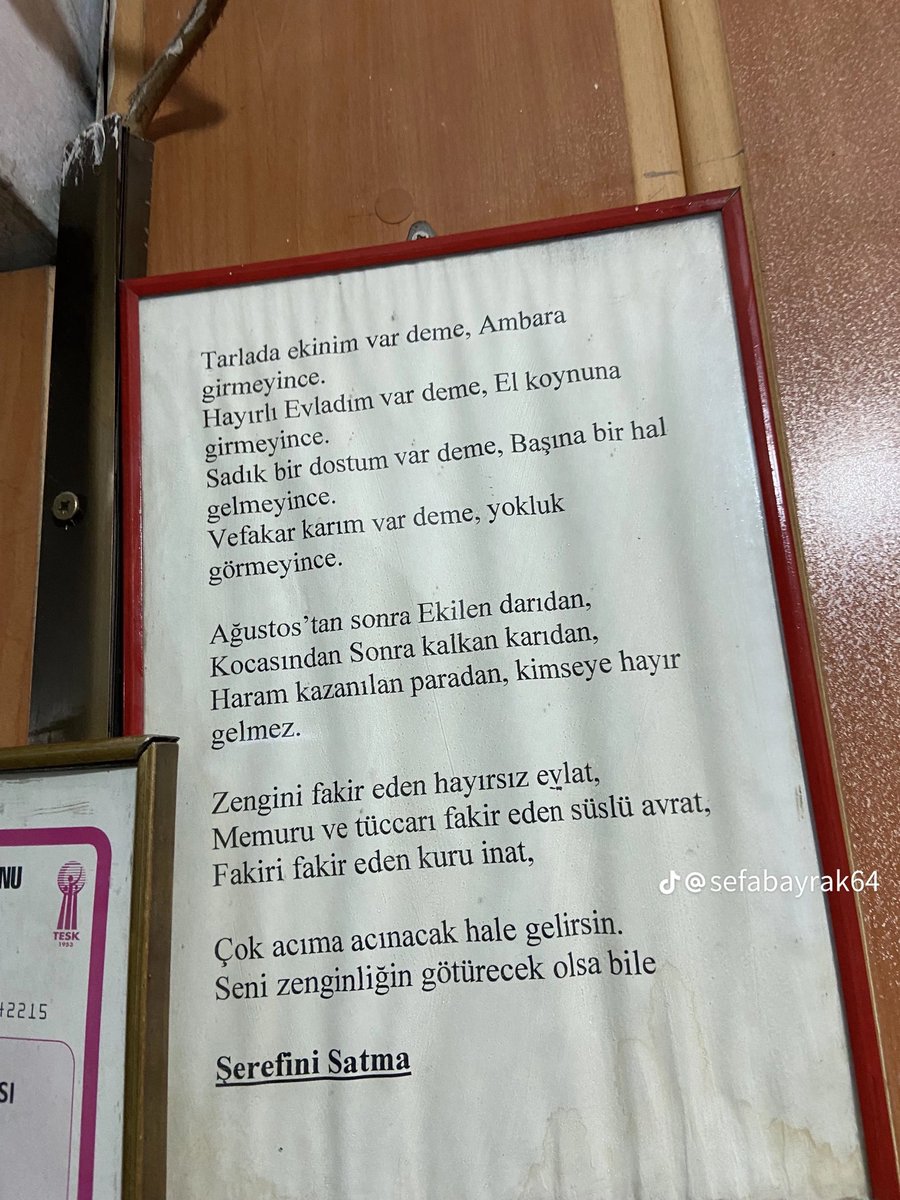 Tarlada ekinim var deme, Ambara
girmeyince.
Hayırlı Evladım var deme, El koynuna
girmeyince.
Sadık bir dostum var deme, Başına bir hal
gelmeyince.
Vefakar karım var deme, yokluk
görmeyince.
Ağustos'tan sonra Ekilen darıdan,
Kocasından Sonra kalkan karıdan,
Haram kazanılan paradan, kimseye hayır
gelmez.
Zengini fakir eden hayırsız evlat,
Memuru ve tüccarı fakir eden süslü avrat,
Fakiri fakir eden kuru inat,
Çok acıma acınacak hale gelirsin.
Seni zenginliğin götürecek olsa bile
Şerefini Satma
@sefabayrak64
NU
TESK
1953
42215
SI